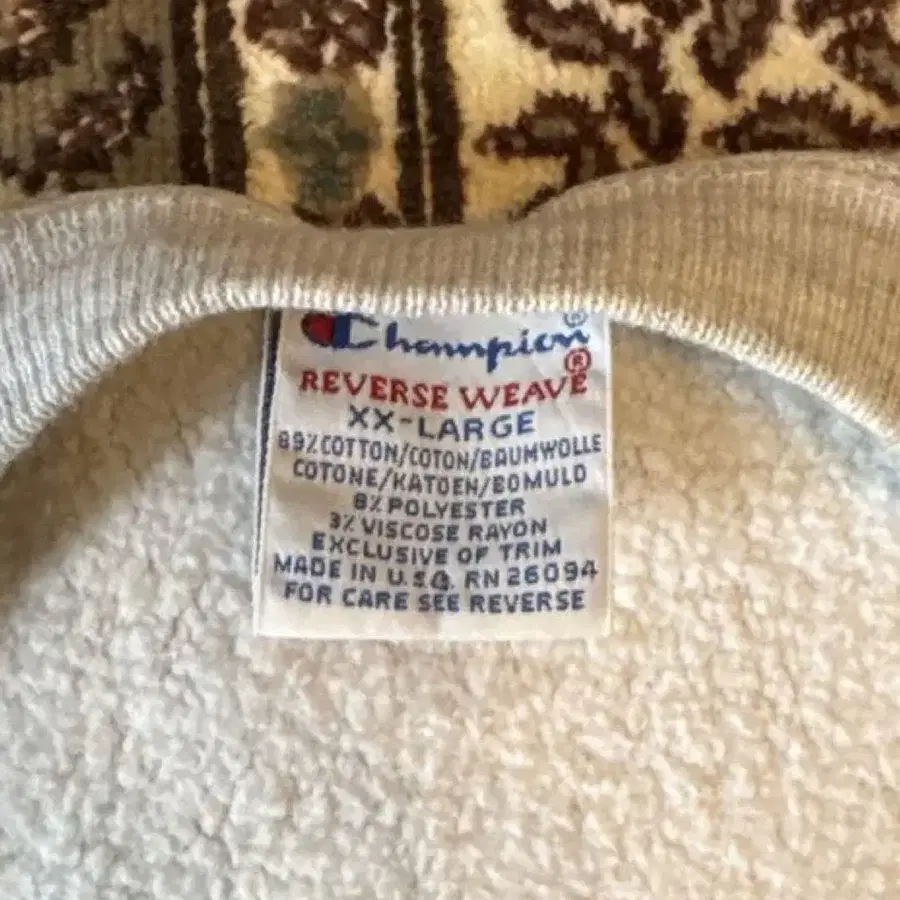 Champion®
REVERSE WEAVE®
XX-LARGE
89% COTTON/COTON/BAUMWOLLE
COTONE/KATOEN/BOMULD
8% POLYESTER
3% VISCOSE RAYON
EXCLUSIVE OF TRIM
MADE IN U.S.A. RN 26094
FOR CARE SEE REVERSE